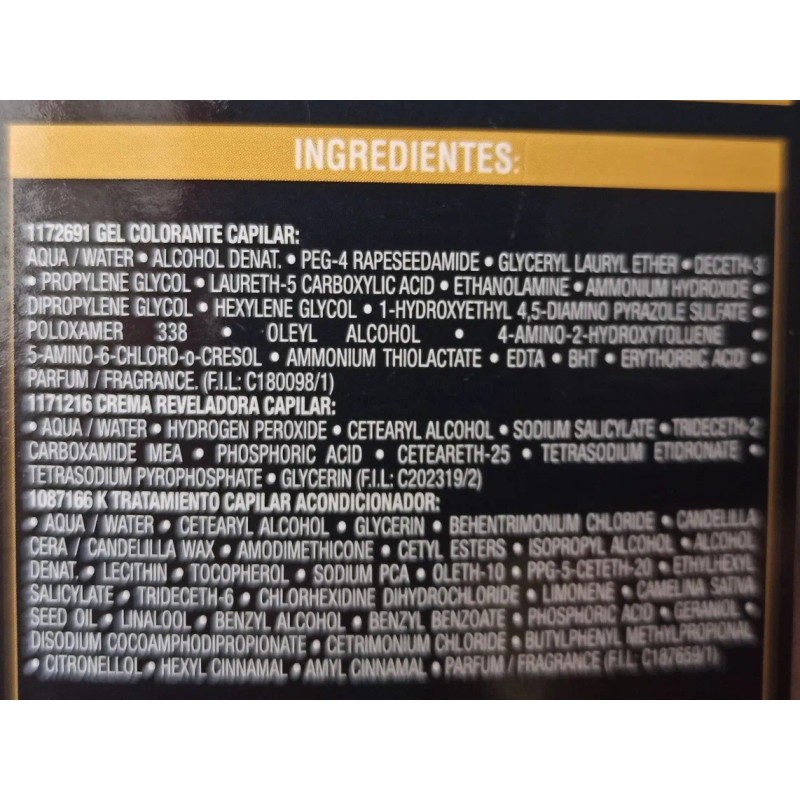 INGREDIENTES:
1172691 GEL COLORANTE CAPILAR:
AQUA / WATER • ALCOHOL DENAT. • PEG-4 RAPESEEDAMIDE • GLYCERYL LAURYL ETHER • DECETH-3
• PROPYLENE GLYCOL • LAURETH-5 CARBOXYLIC ACID • ETHANOLAMINE • AMMONIUM HYDROXIDE •
DIPROPYLENE GLYCOL • HEXYLENE GLYCOL • 1-HYDROXYETHYL 4,5-DIAMINO PYRAZOLE SULFATE •
POLOXAMER 338 • OLEYL ALCOHOL • 4-AMINO-2-HYDROXYTOLUENE •
5-AMINO-6-CHLORO-o-CRESOL • AMMONIUM THIOLACTATE • EDTA • BHT • ERYTHORBIC ACID •
PARFUM / FRAGRANCE. (F.I.L: C180098/1)
1171216 CREMA REVELADORA CAPILAR:
• AQUA / WATER • HYDROGEN PEROXIDE • CETEARYL ALCOHOL • SODIUM SALICYLATE • TRIDECETH-2
CARBOXAMIDE MEA • PHOSPHORIC ACID • CETEARETH-25 • TETRASODIUM ETIDRONATE •
TETRASODIUM PYROPHOSPHATE • GLYCERIN (F.I.L: C202319/2)
1087166 K TRATAMIENTO CAPILAR ACONDICIONADOR:
• AQUA / WATER • CETEARYL ALCOHOL • GLYCERIN • BEHENTRIMONIUM CHLORIDE • CANDELILLA
CERA / CANDELILLA WAX • AMODIMETHICONE • CETYL ESTERS • ISOPROPYL ALCOHOL • ALCOHOL
DENAT. • LECITHIN • TOCOPHEROL • SODIUM PCA • OLETH-10 • PPG-5-CETETH-20 • ETHYLHEXYL
SALICYLATE • TRIDECETH-6 • CHLORHEXIDINE DIHYDROCHLORIDE • LIMONENE • CAMELINA SATIVA
SEED OIL • LINALOOL • BENZYL ALCOHOL • BENZYL BENZOATE • PHOSPHORIC ACID • GERANIOL •
DISODIUM COCOAMPHODIPROPIONATE • CETRIMONIUM CHLORIDE • BUTYLPHENYL METHYLPROPIONAL
• CITRONELLOL • HEXYL CINNAMAL • AMYL CINNAMAL • PARFUM / FRAGRANCE (F.I.L: C187659/1)